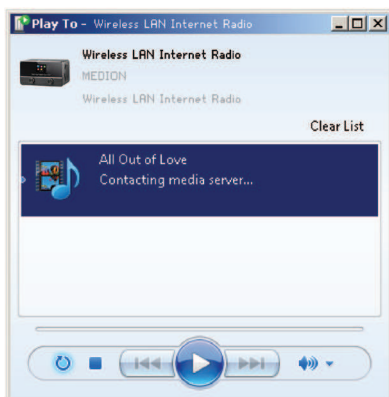 Play To - Wireless LAN Internet Radio
Wireless LAN Internet Radio
MEDION
Wireless LAN Internet Radio
Clear List
All Out of Love
Contacting media server...